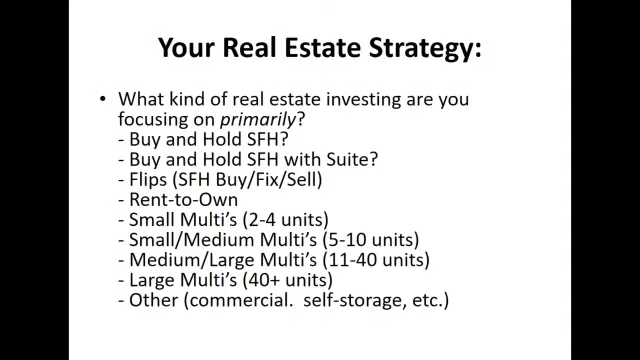 Your Real Estate Strategy:
• What kind of real estate investing are you
focusing on primarily?
- Buy and Hold SFH?
- Buy and Hold SFH with Suite?
- Flips (SFH Buy/Fix/Sell)
- Rent-to-Own
- Small Multi’s (2-4 units)
- Small/Medium Multi’s (5-10 units)
- Medium/Large Multi’s (11-40 units)
- Large Multi’s (40+ units)
- Other (commercial.  self-storage, etc.)